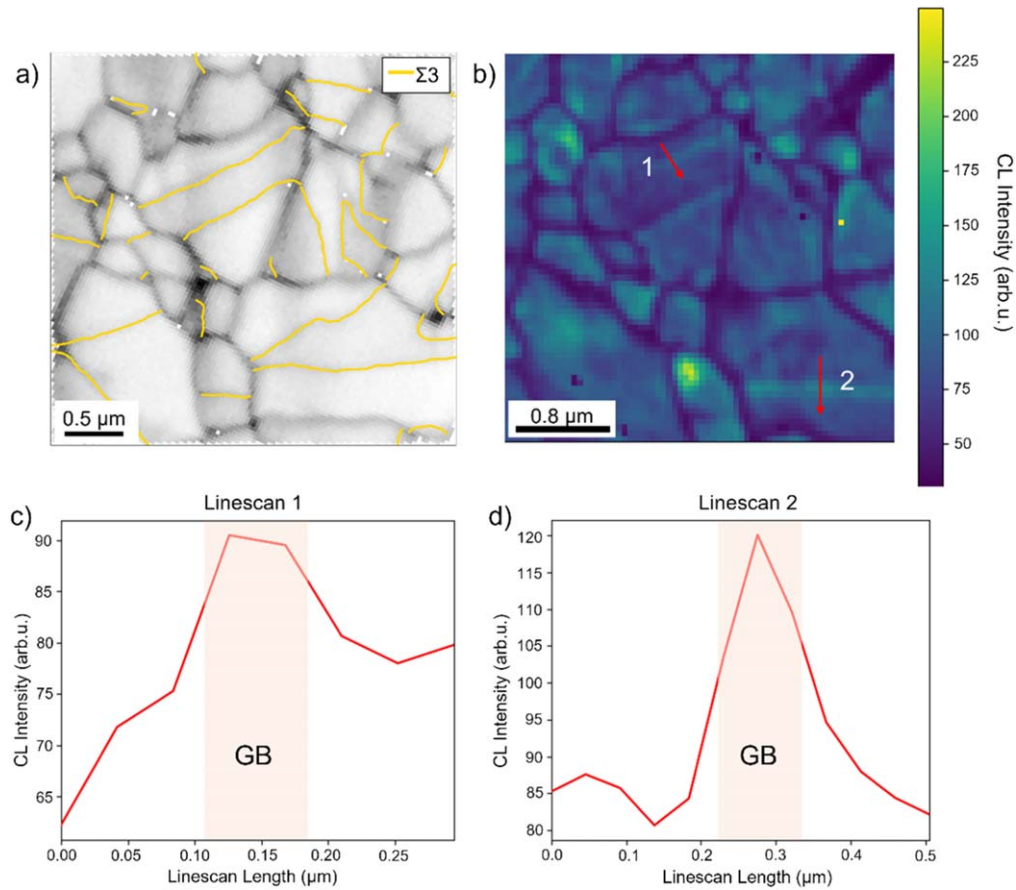 a)
Σ3
0.5 μm
b)
1
2
0.8 μm
225
200
175
150
125
100
75
50
CL Intensity (arb.u.)
c)
Linescan 1
90
85
80
75
70
65
CL Intensity (arb.u.)
GB
0.00 0.05 0.10 0.15 0.20 0.25
Linescan Length (μm)
d)
Linescan 2
120
115
110
105
100
95
90
85
80
CL Intensity (arb.u.)
GB
0.0 0.1 0.2 0.3 0.4 0.5
Linescan Length (μm)